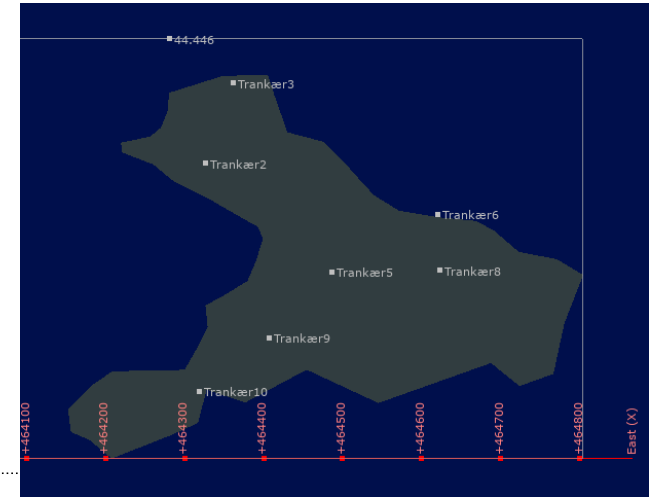 44.446
Trankær3
Trankær2
Trankær6
Trankær5
Trankær8
Trankær9
Trankær10
+464100
+464200
+464300
+464400
+464500
+464600
+464700
+464800
East (X)
....